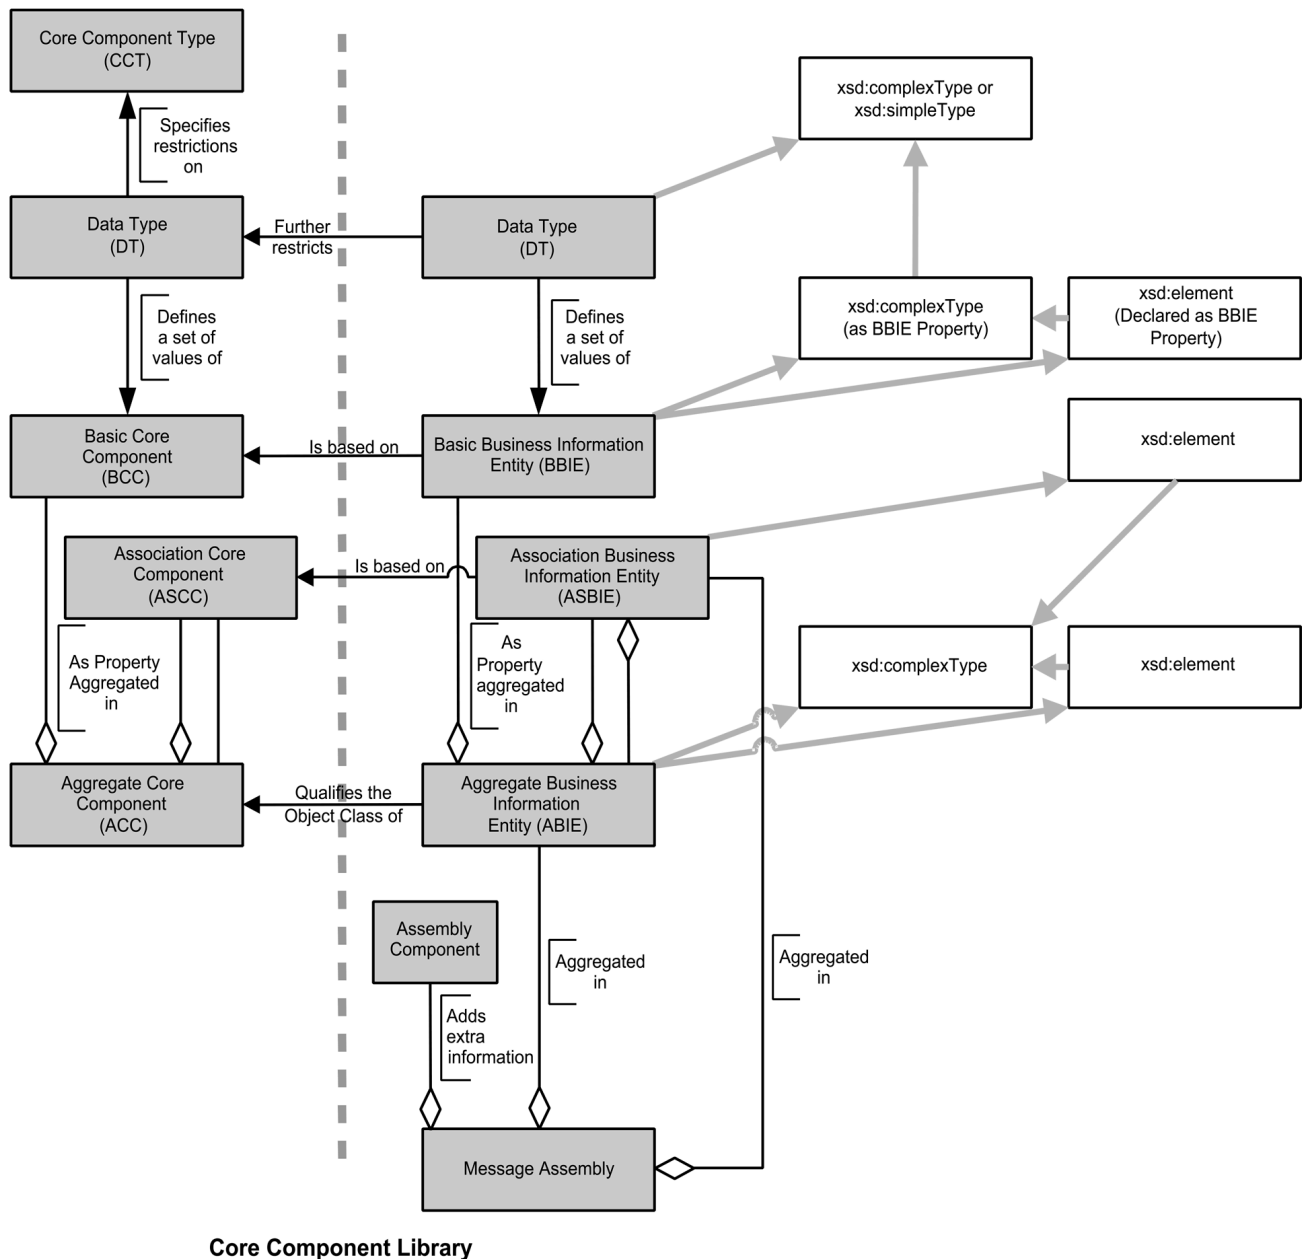 Core Component Type
(CCT)
xsd:complexType or
xsd:simpleType
Specifies
restrictions
on
Data Type
(DT)
Further
restricts
Data Type
(DT)
Defines
a set of
values of
Defines
a set of
values of
xsd:complexType
(as BBIE Property)
xsd:element
(Declared as BBIE
Property)
Basic Core
Component
(BCC)
Is based on
Basic Business Information
Entity (BBIE)
xsd:element
Association Core
Component
(ASCC)
Is based on
Association Business
Information Entity
(ASBIE)
As Property
Aggregated
in
As
Property
aggregated
in
xsd:complexType
xsd:element
Aggregate Core
Component
(ACC)
Qualifies the
Object Class of
Aggregate Business
Information
Entity (ABIE)
Assembly
Component
Aggregated
in
Aggregated
in
Adds
extra
information
Message Assembly
Core Component Library